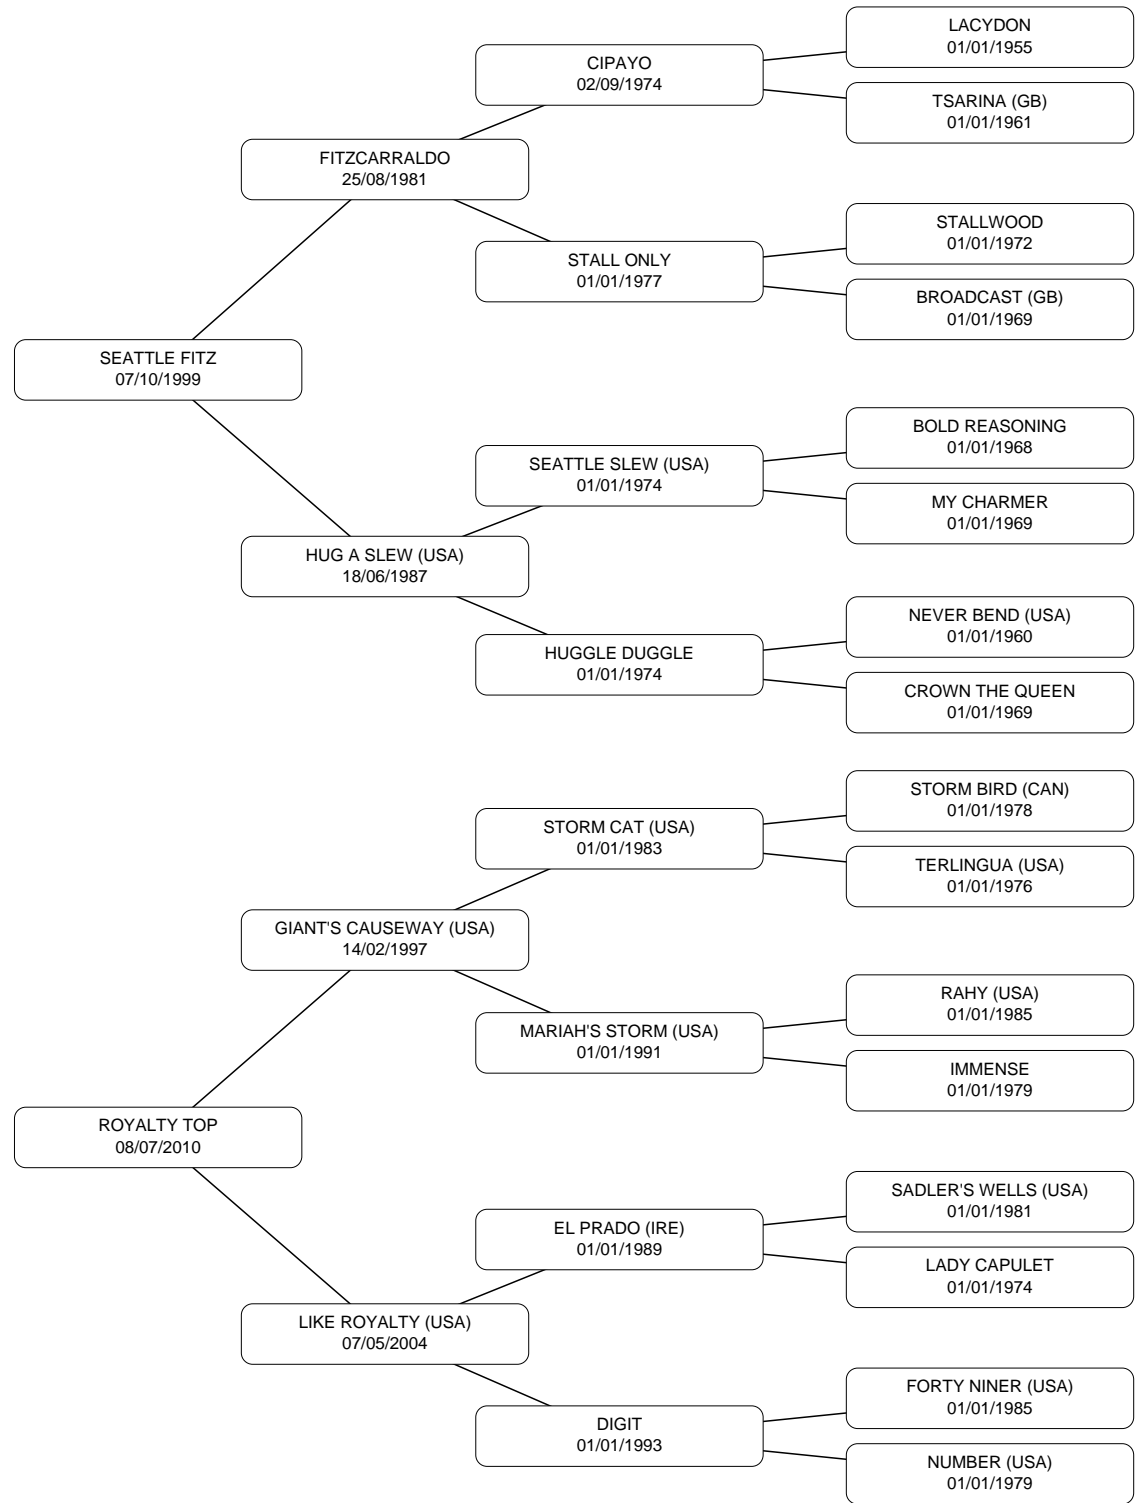 LACYDON
01/01/1955
CIPAYO
02/09/1974
TSARINA (GB)
01/01/1961
FITZCARRALDO
25/08/1981
STALLWOOD
01/01/1972
STALL ONLY
01/01/1977
BROADCAST (GB)
01/01/1969
SEATTLE FITZ
07/10/1999
BOLD REASONING
01/01/1968
SEATTLE SLEW (USA)
01/01/1974
MY CHARMER
01/01/1969
HUG A SLEW (USA)
18/06/1987
NEVER BEND (USA)
01/01/1960
HUGGLE DUGGLE
01/01/1974
CROWN THE QUEEN
01/01/1969
STORM BIRD (CAN)
01/01/1978
STORM CAT (USA)
01/01/1983
TERLINGUA (USA)
01/01/1976
GIANT'S CAUSEWAY (USA)
14/02/1997
RAHY (USA)
01/01/1985
MARIAH'S STORM (USA)
01/01/1991
IMMENSE
01/01/1979
ROYALTY TOP
08/07/2010
SADLER'S WELLS (USA)
01/01/1981
EL PRADO (IRE)
01/01/1989
LADY CAPULET
01/01/1974
LIKE ROYALTY (USA)
07/05/2004
FORTY NINER (USA)
01/01/1985
DIGIT
01/01/1993
NUMBER (USA)
01/01/1979